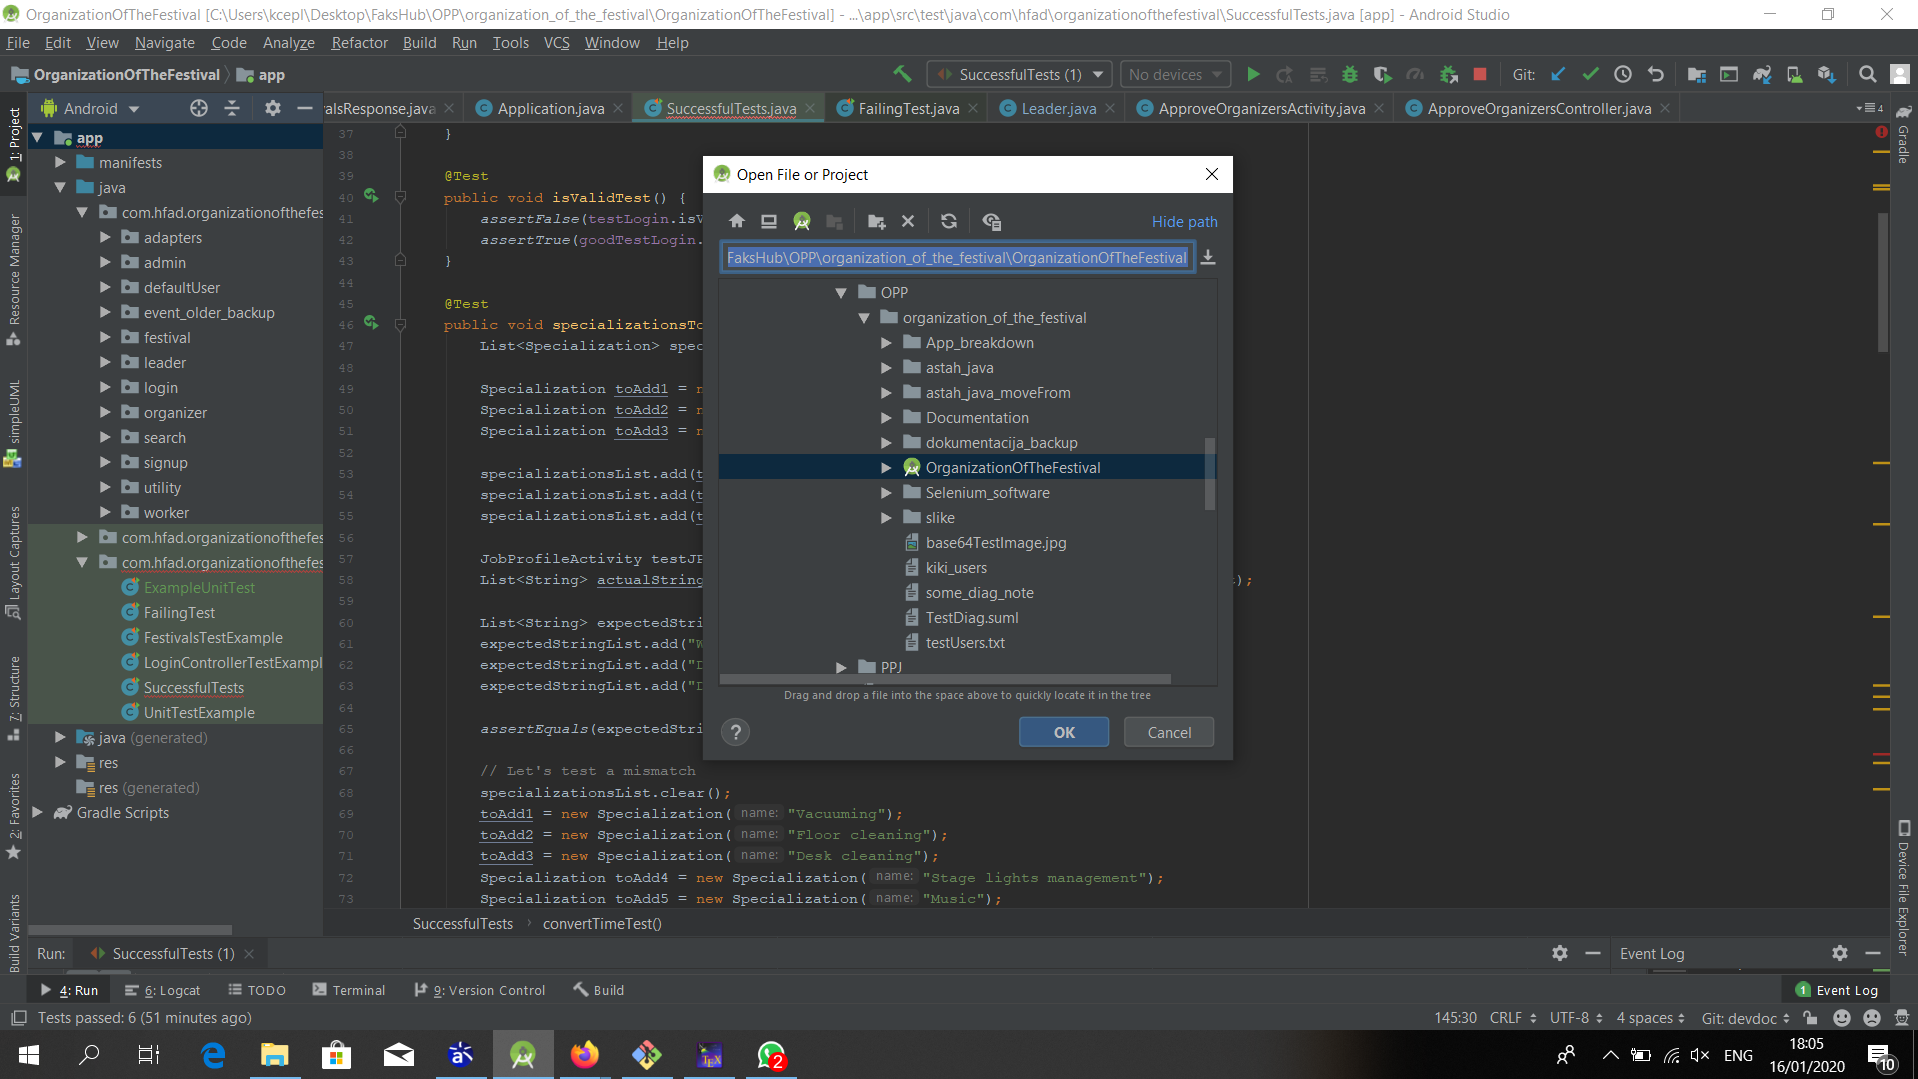 OrganizationOfTheFestival [C:\Users\kcepl\Desktop\FaksHub\OPP\organization_of_the_festival\OrganizationOfTheFestival] - ...\app\src\test\java\com\hfad\organizationofthefestival\SuccessfulTests.java [app] - Android Studio
File Edit View Navigate Code Analyze Refactor Build Run Tools VCS Window Help
OrganizationOfTheFestival app SuccessfulTests (1) No devices Git:
Android
valsResponse.java Application.java SuccessfulTests.java FailingTest.java Leader.java ApproveOrganizersActivity.java ApproveOrganizersController.java 4
1: Project
Resource Manager
simpleUML
Layout Captures
7: Structure
2: Favorites
Build Variants
app
manifests
java
com.hfad.organizationofthefes
adapters
admin
defaultUser
event_older_backup
festival
leader
login
organizer
search
signup
utility
worker
com.hfad.organizationofthefes
com.hfad.organizationofthefes
ExampleUnitTest
FailingTest
FestivalsTestExample
LoginControllerTestExampl
SuccessfulTests
UnitTestExample
java (generated)
res
res (generated)
Gradle Scripts
37 }
38
39 @Test
40 public void isValidTest() {
41 assertFalse(testLogin.isV
42 assertTrue(goodTestLogin.
43 }
44
45 @Test
46 public void specializationsTo
47 List<Specialization> spec
48
49 Specialization toAdd1 = n
50 Specialization toAdd2 = n
51 Specialization toAdd3 = n
52
53 specializationsList.add(t
54 specializationsList.add(t
55 specializationsList.add(t
56
57 JobProfileActivity testJP
58 List<String> actualString );
59
60 List<String> expectedStri
61 expectedStringList.add("W
62 expectedStringList.add("D
63 expectedStringList.add("D
64
65 assertEquals(expectedStri
66
67 // Let's test a mismatch
68 specializationsList.clear();
69 toAdd1 = new Specialization( name: "Vacuuming");
70 toAdd2 = new Specialization( name: "Floor cleaning");
71 toAdd3 = new Specialization( name: "Desk cleaning");
72 Specialization toAdd4 = new Specialization( name: "Stage lights management");
73 Specialization toAdd5 = new Specialization( name: "Music");
SuccessfulTests convertTimeTest()
Open File or Project
Hide path
FaksHub\OPP\organization_of_the_festival\OrganizationOfTheFestival
OPP
organization_of_the_festival
App_breakdown
astah_java
astah_java_moveFrom
Documentation
dokumentacija_backup
OrganizationOfTheFestival
Selenium_software
slike
base64TestImage.jpg
kiki_users
some_diag_note
TestDiag.suml
testUsers.txt
PPJ
Drag and drop a file into the space above to quickly locate it in the tree
? OK Cancel
Gradle
Device File Explorer
Run: SuccessfulTests (1) Event Log
4: Run 6: Logcat TODO Terminal 9: Version Control Build 1 Event Log
Tests passed: 6 (51 minutes ago) 145:30 CRLF UTF-8 4 spaces Git: devdoc
2 ENG 18:05
16/01/2020 10